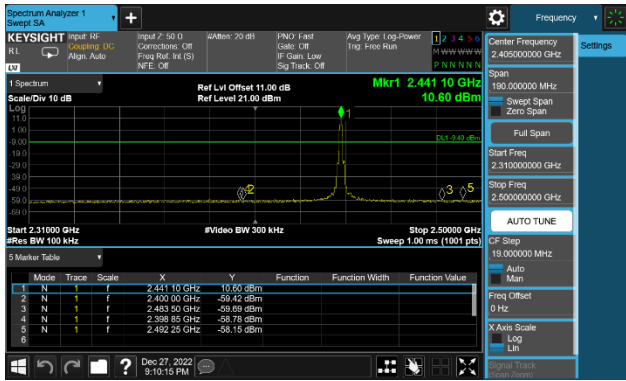 Spectrum Analyzer 1
Swept SA
Frequency
KEYSIGHT
RL
Input: RF
Coupling: DC
Align: Auto
Input Z: 50 Ω
Corrections: Off
Freq Ref: Int (S)
NFE: Off
#Atten: 20 dB
PNO: Fast
Gate: Off
IF Gain: Low
Sig Track: Off
Avg Type: Log-Power
Trig: Free Run
1 2 3 4 5 6
M W W W W W
P N N N N N
Center Frequency
2.405000000 GHz
Settings
Span
190.000000 MHz
Swept Span
Zero Span
Full Span
Start Freq
2.310000000 GHz
Stop Freq
2.500000000 GHz
AUTO TUNE
CF Step
19.000000 MHz
Auto
Man
Freq Offset
0 Hz
X Axis Scale
Log
Lin
Signal Track
(Span Zoom)
1 Spectrum
Scale/Div 10 dB
Ref Lvl Offset 11.00 dB
Ref Level 21.00 dBm
Mkr1 2.441 10 GHz
10.60 dBm
Log
11.0
1.00
-9.00
DL1 -9.40 dBm
-19.0
-29.0
-39.0
-49.0
-59.0
-69.0
1
2
3
5
Start 2.31000 GHz
#Video BW 300 kHz
Stop 2.50000 GHz
#Res BW 100 kHz
Sweep 1.00 ms (1001 pts)
5 Marker Table
Mode Trace Scale X Y Function Function Width Function Value
1 N 1 f 2.441 10 GHz 10.60 dBm
2 N 1 f 2.400 00 GHz -59.42 dBm
3 N 1 f 2.483 50 GHz -59.69 dBm
4 N 1 f 2.398 85 GHz -58.78 dBm
5 N 1 f 2.492 25 GHz -58.15 dBm
6
Dec 27, 2022
9:10:15 PM